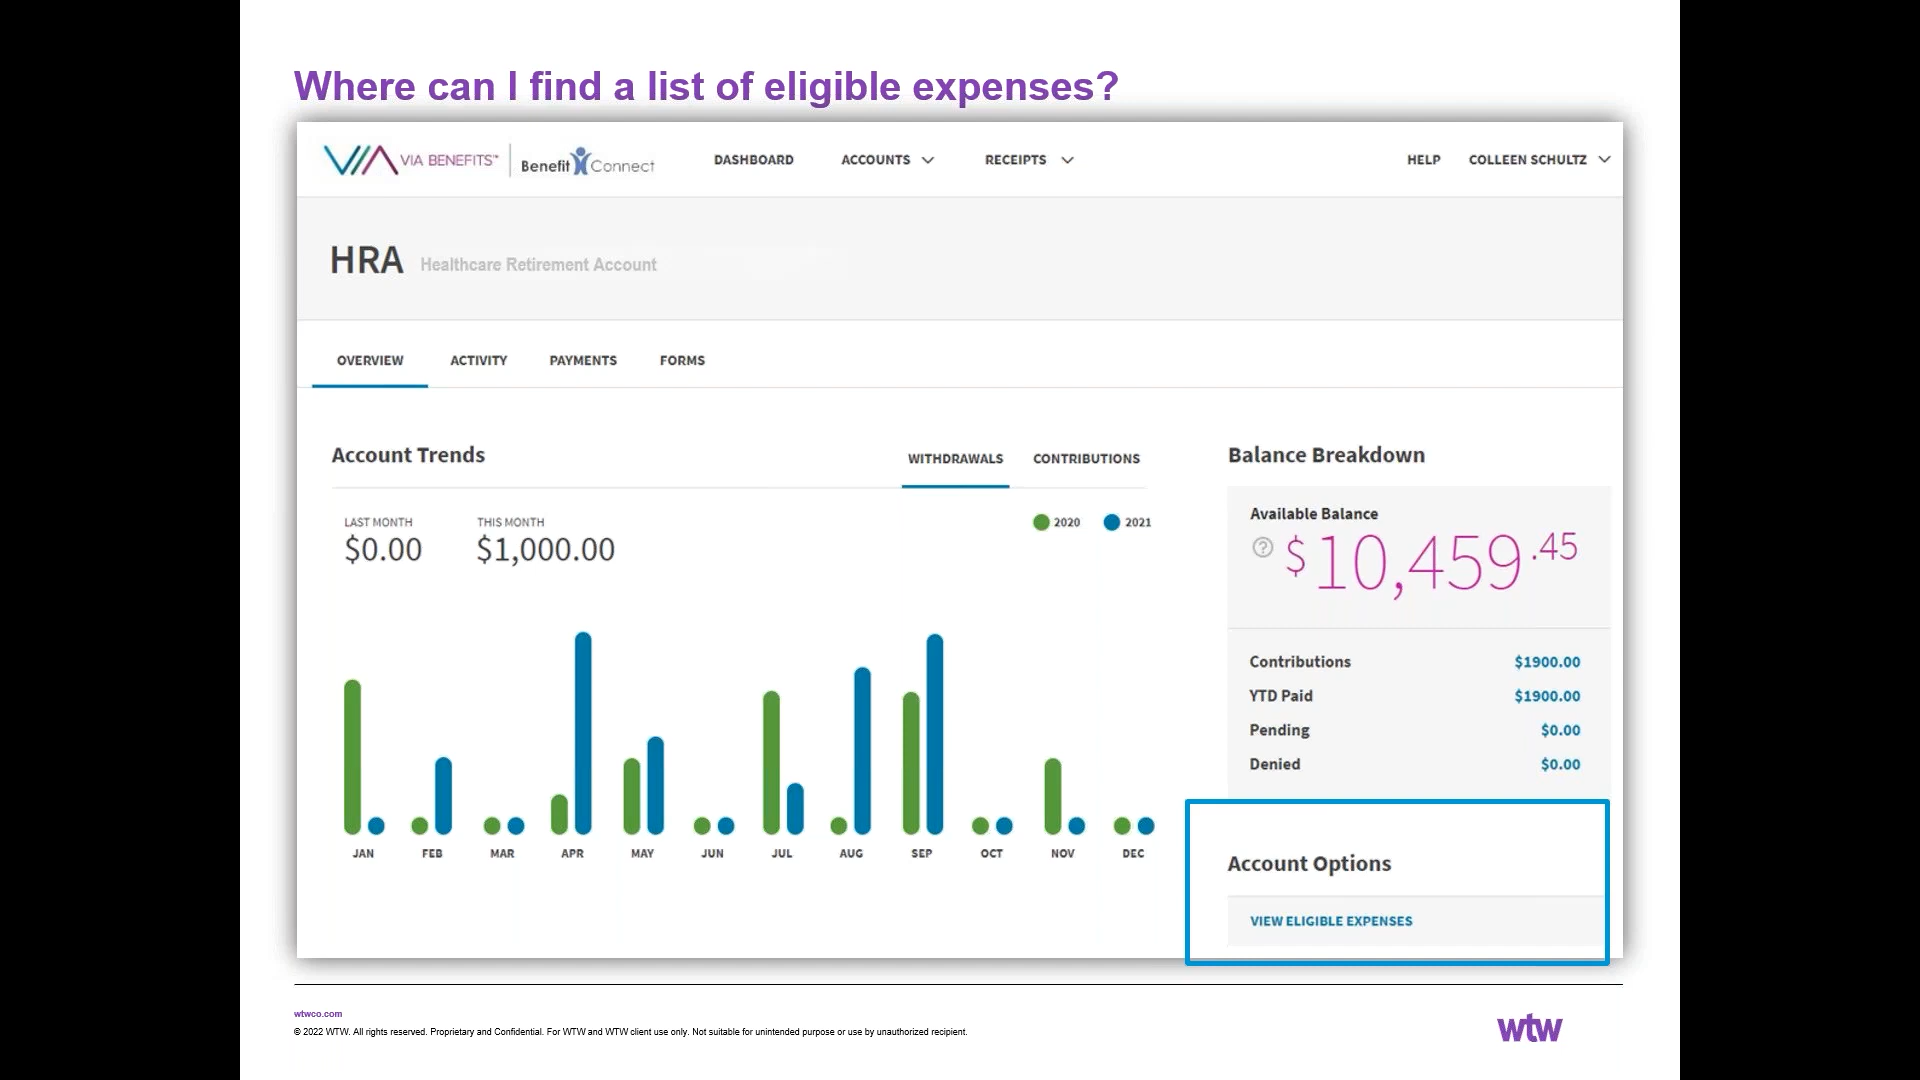 Where can I find a list of eligible expenses?
VIA BENEFITS™ Benefit Connect DASHBOARD ACCOUNTS RECEIPTS HELP COLLEEN SCHULTZ
HRA Healthcare Retirement Account
OVERVIEW ACTIVITY PAYMENTS FORMS
Account Trends WITHDRAWALS CONTRIBUTIONS
LAST MONTH THIS MONTH 2020 2021
$0.00 $1,000.00
JAN FEB MAR APR MAY JUN JUL AUG SEP OCT NOV DEC
Balance Breakdown
Available Balance
? $10,459.45
Contributions $1900.00
YTD Paid $1900.00
Pending $0.00
Denied $0.00
Account Options
VIEW ELIGIBLE EXPENSES
wtwco.com
© 2022 WTW. All rights reserved. Proprietary and Confidential. For WTW and WTW client use only. Not suitable for unintended purpose or use by unauthorized recipient.
wtw